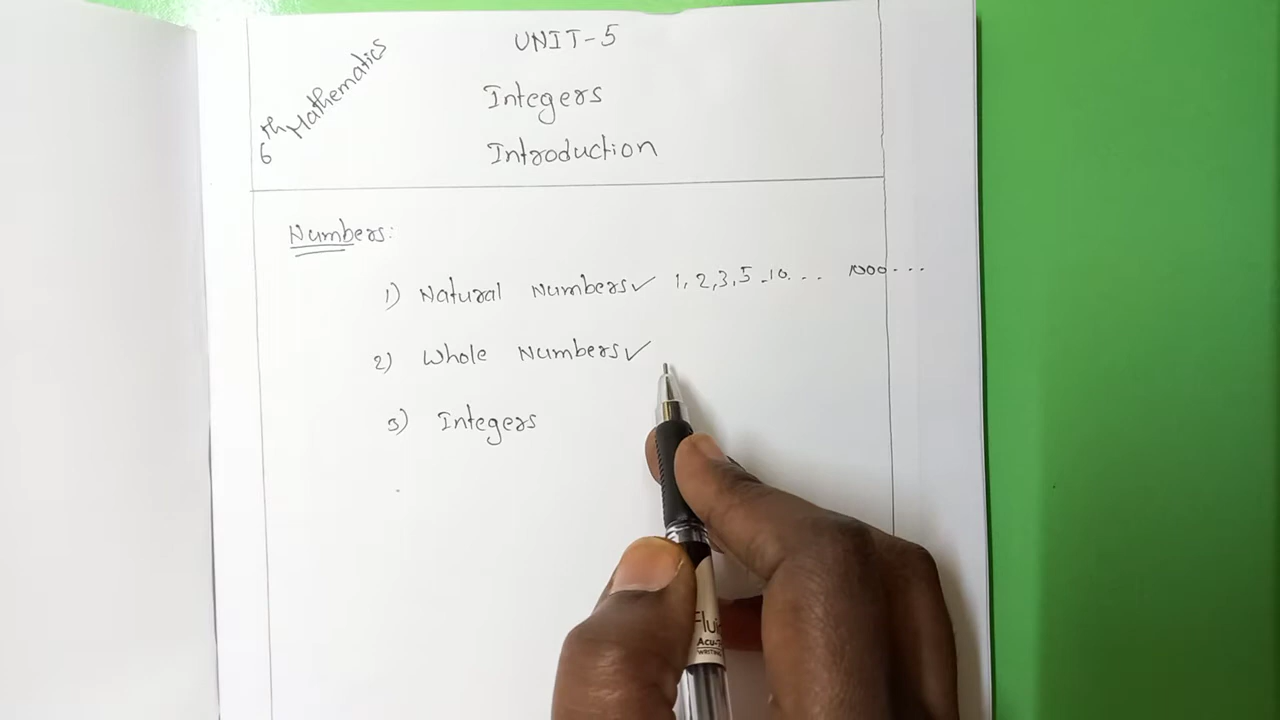 6th Mathematics
UNIT-5
Integers
Introduction
Numbers:
1) Natural Numbers✓ 1, 2, 3, 5 - 10... 1000...
2) Whole Numbers✓
3) Integers